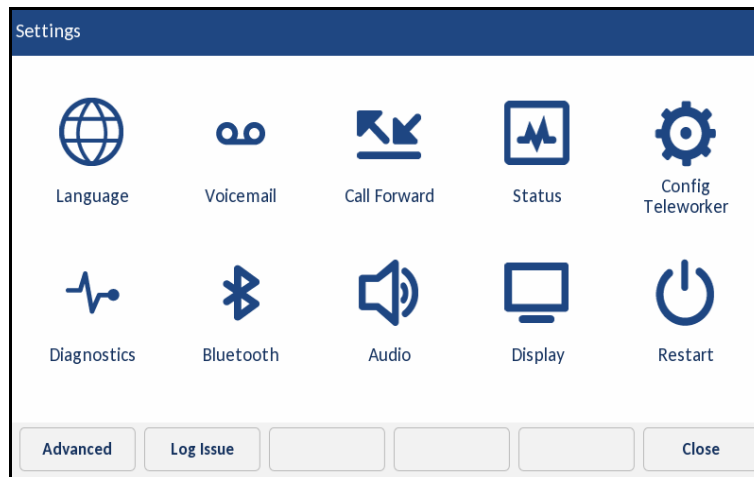 Settings
Language
Voicemail
Call Forward
Status
Config
Teleworker
Diagnostics
Bluetooth
Audio
Display
Restart
Advanced
Log Issue
Close